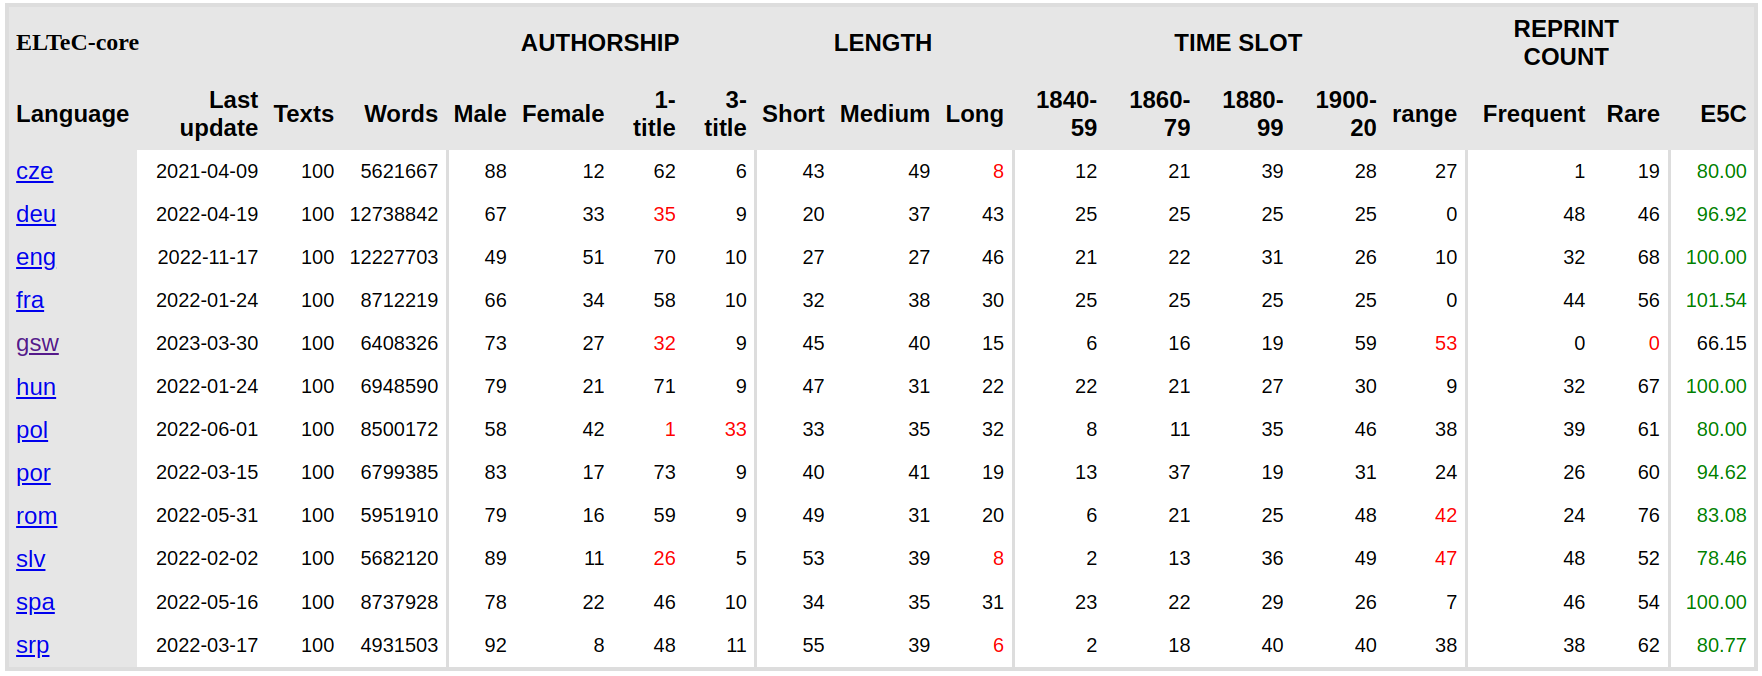 ELTeC-core AUTHORSHIP LENGTH TIME SLOT REPRINT COUNT
Language Last update Texts Words Male Female 1-title 3-title Short Medium Long 1840-59 1860-79 1880-99 1900-20 range Frequent Rare E5C
cze 2021-04-09 100 5621667 88 12 62 6 43 49 8 12 21 39 28 27 1 19 80.00
deu 2022-04-19 100 12738842 67 33 35 9 20 37 43 25 25 25 25 0 48 46 96.92
eng 2022-11-17 100 12227703 49 51 70 10 27 27 46 21 22 31 26 10 32 68 100.00
fra 2022-01-24 100 8712219 66 34 58 10 32 38 30 25 25 25 25 0 44 56 101.54
gsw 2023-03-30 100 6408326 73 27 32 9 45 40 15 6 16 19 59 53 0 0 66.15
hun 2022-01-24 100 6948590 79 21 71 9 47 31 22 22 21 27 30 9 32 67 100.00
pol 2022-06-01 100 8500172 58 42 1 33 33 35 32 8 11 35 46 38 39 61 80.00
por 2022-03-15 100 6799385 83 17 73 9 40 41 19 13 37 19 31 24 26 60 94.62
rom 2022-05-31 100 5951910 79 16 59 9 49 31 20 6 21 25 48 42 24 76 83.08
slv 2022-02-02 100 5682120 89 11 26 5 53 39 8 2 13 36 49 47 48 52 78.46
spa 2022-05-16 100 8737928 78 22 46 10 34 35 31 23 22 29 26 7 46 54 100.00
srp 2022-03-17 100 4931503 92 8 48 11 55 39 6 2 18 40 40 38 38 62 80.77